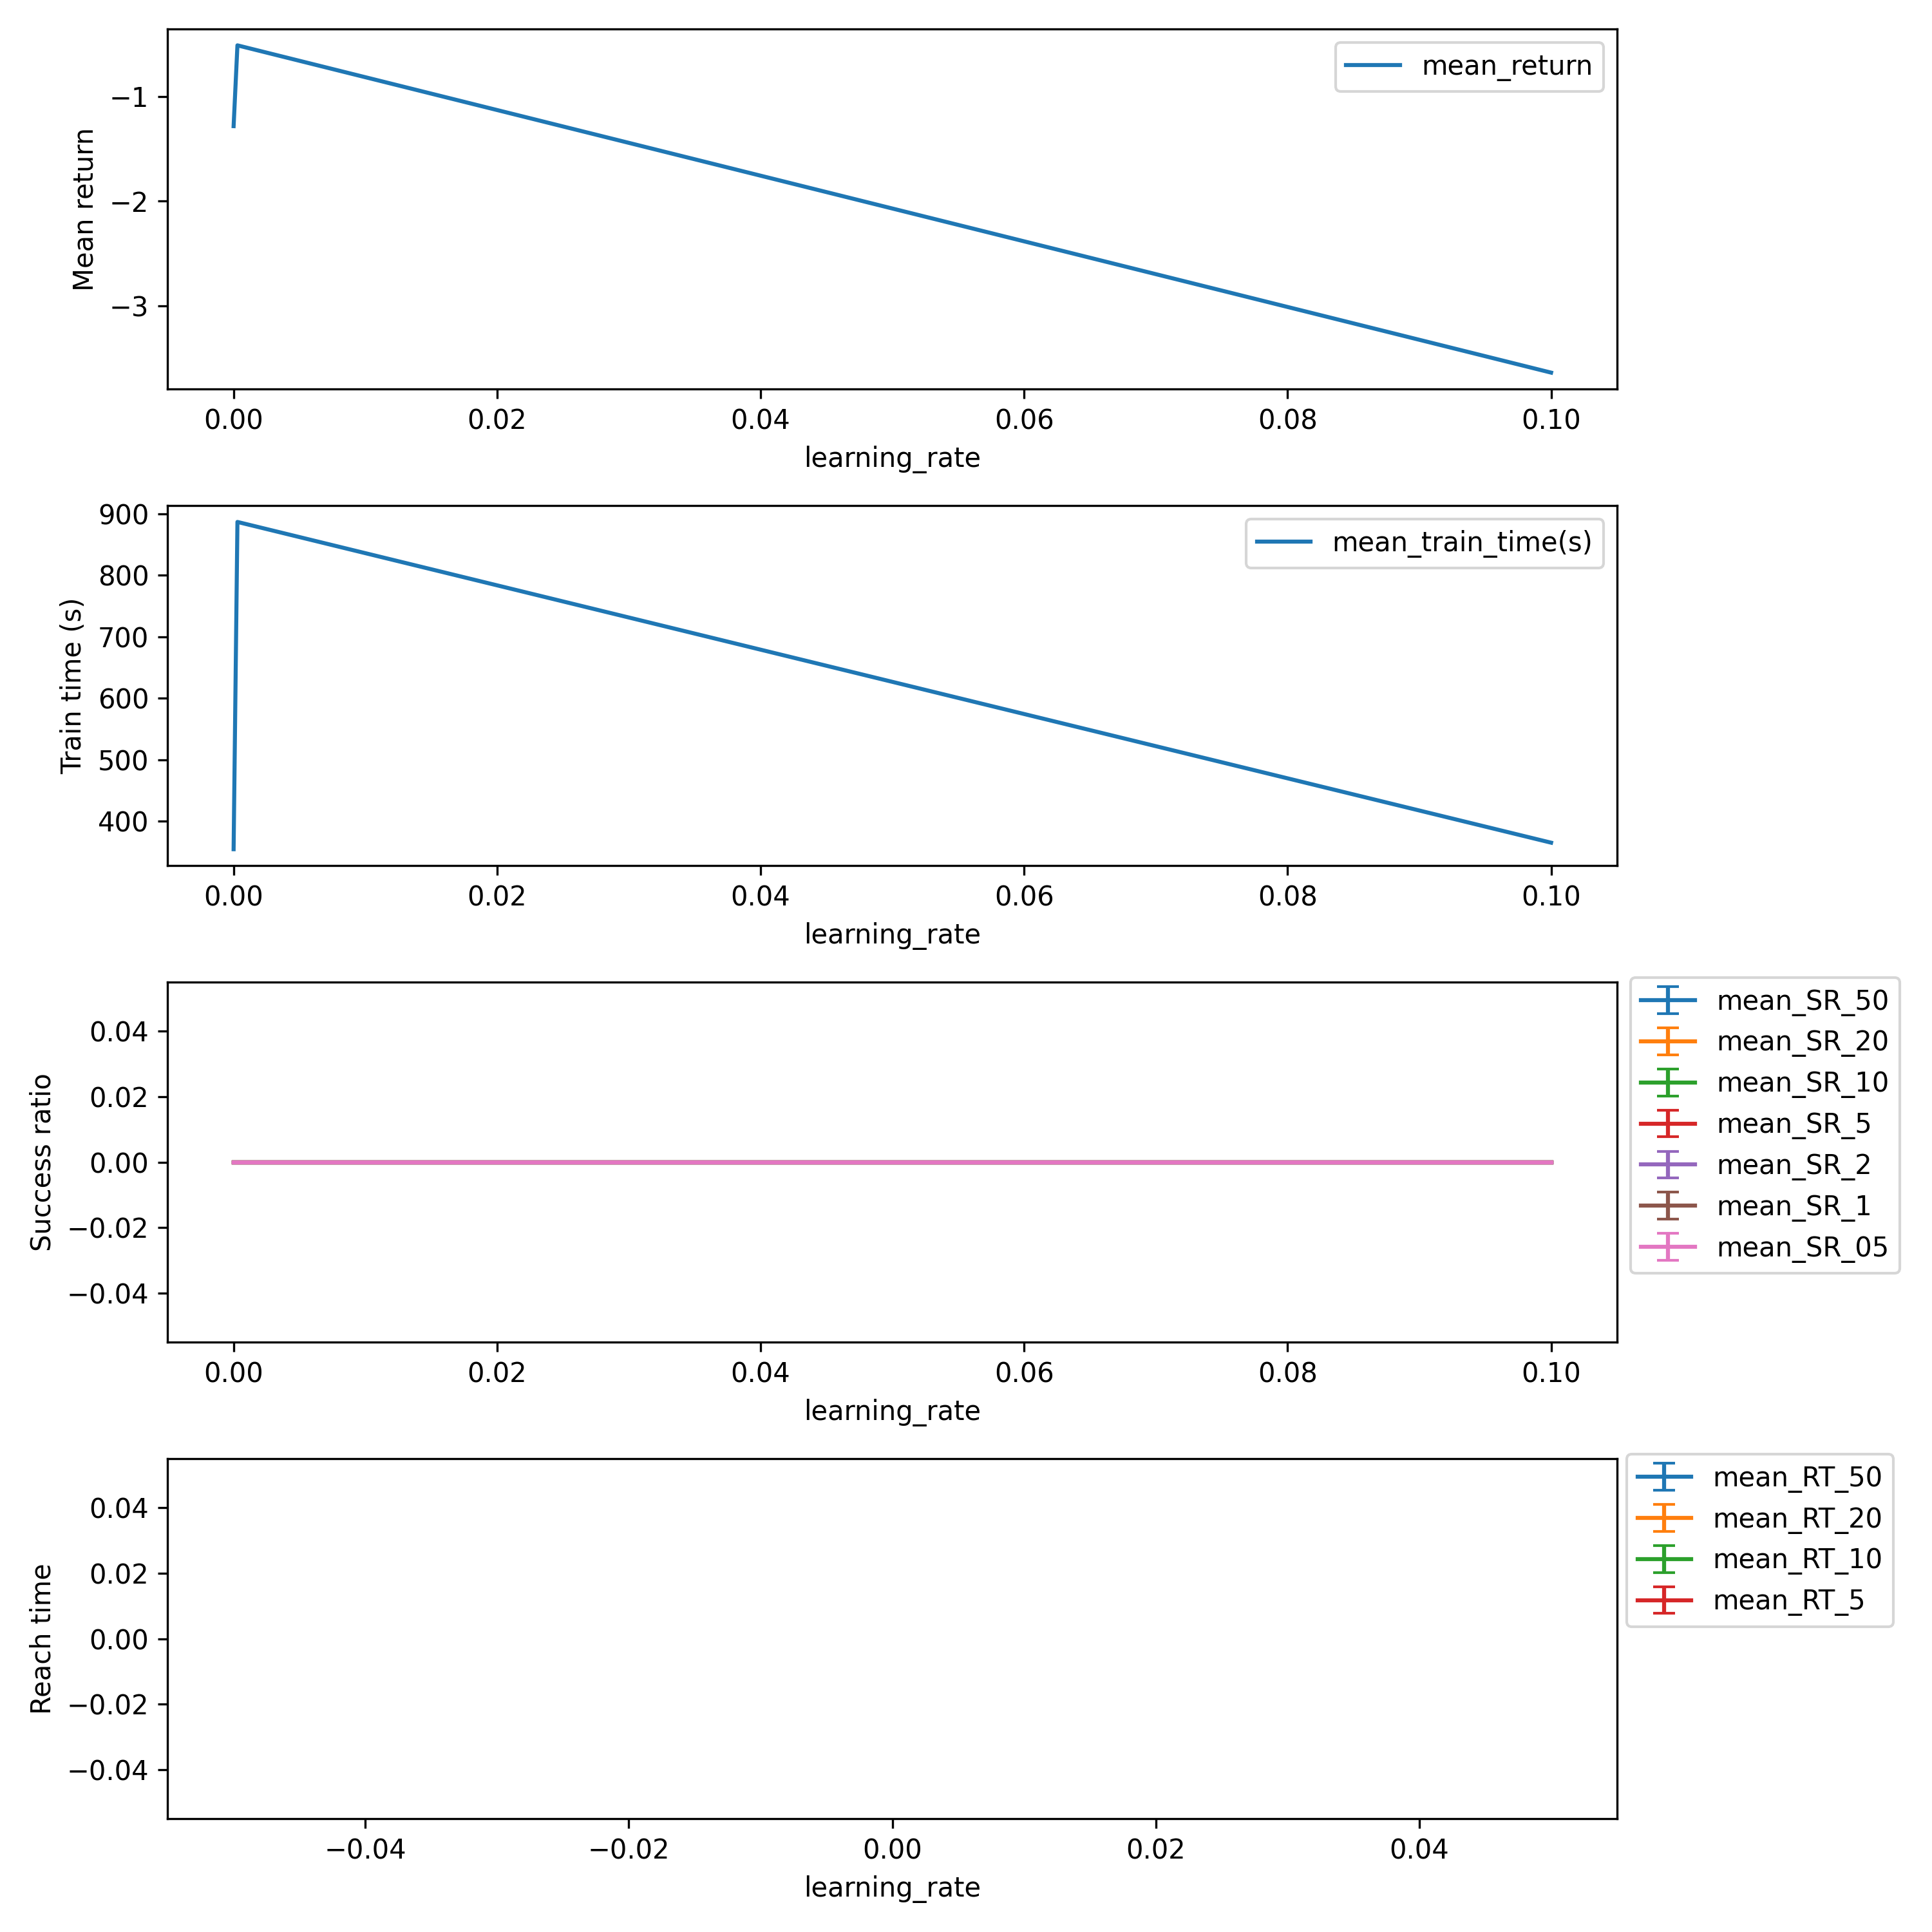 mean_return
Mean return
−1
−2
−3
0.00 0.02 0.04 0.06 0.08 0.10
learning_rate
mean_train_time(s)
Train time (s)
900
800
700
600
500
400
0.00 0.02 0.04 0.06 0.08 0.10
learning_rate
Success ratio
0.04
0.02
0.00
−0.02
−0.04
0.00 0.02 0.04 0.06 0.08 0.10
learning_rate
mean_SR_50
mean_SR_20
mean_SR_10
mean_SR_5
mean_SR_2
mean_SR_1
mean_SR_05
Reach time
0.04
0.02
0.00
−0.02
−0.04
−0.04 −0.02 0.00 0.02 0.04
learning_rate
mean_RT_50
mean_RT_20
mean_RT_10
mean_RT_5